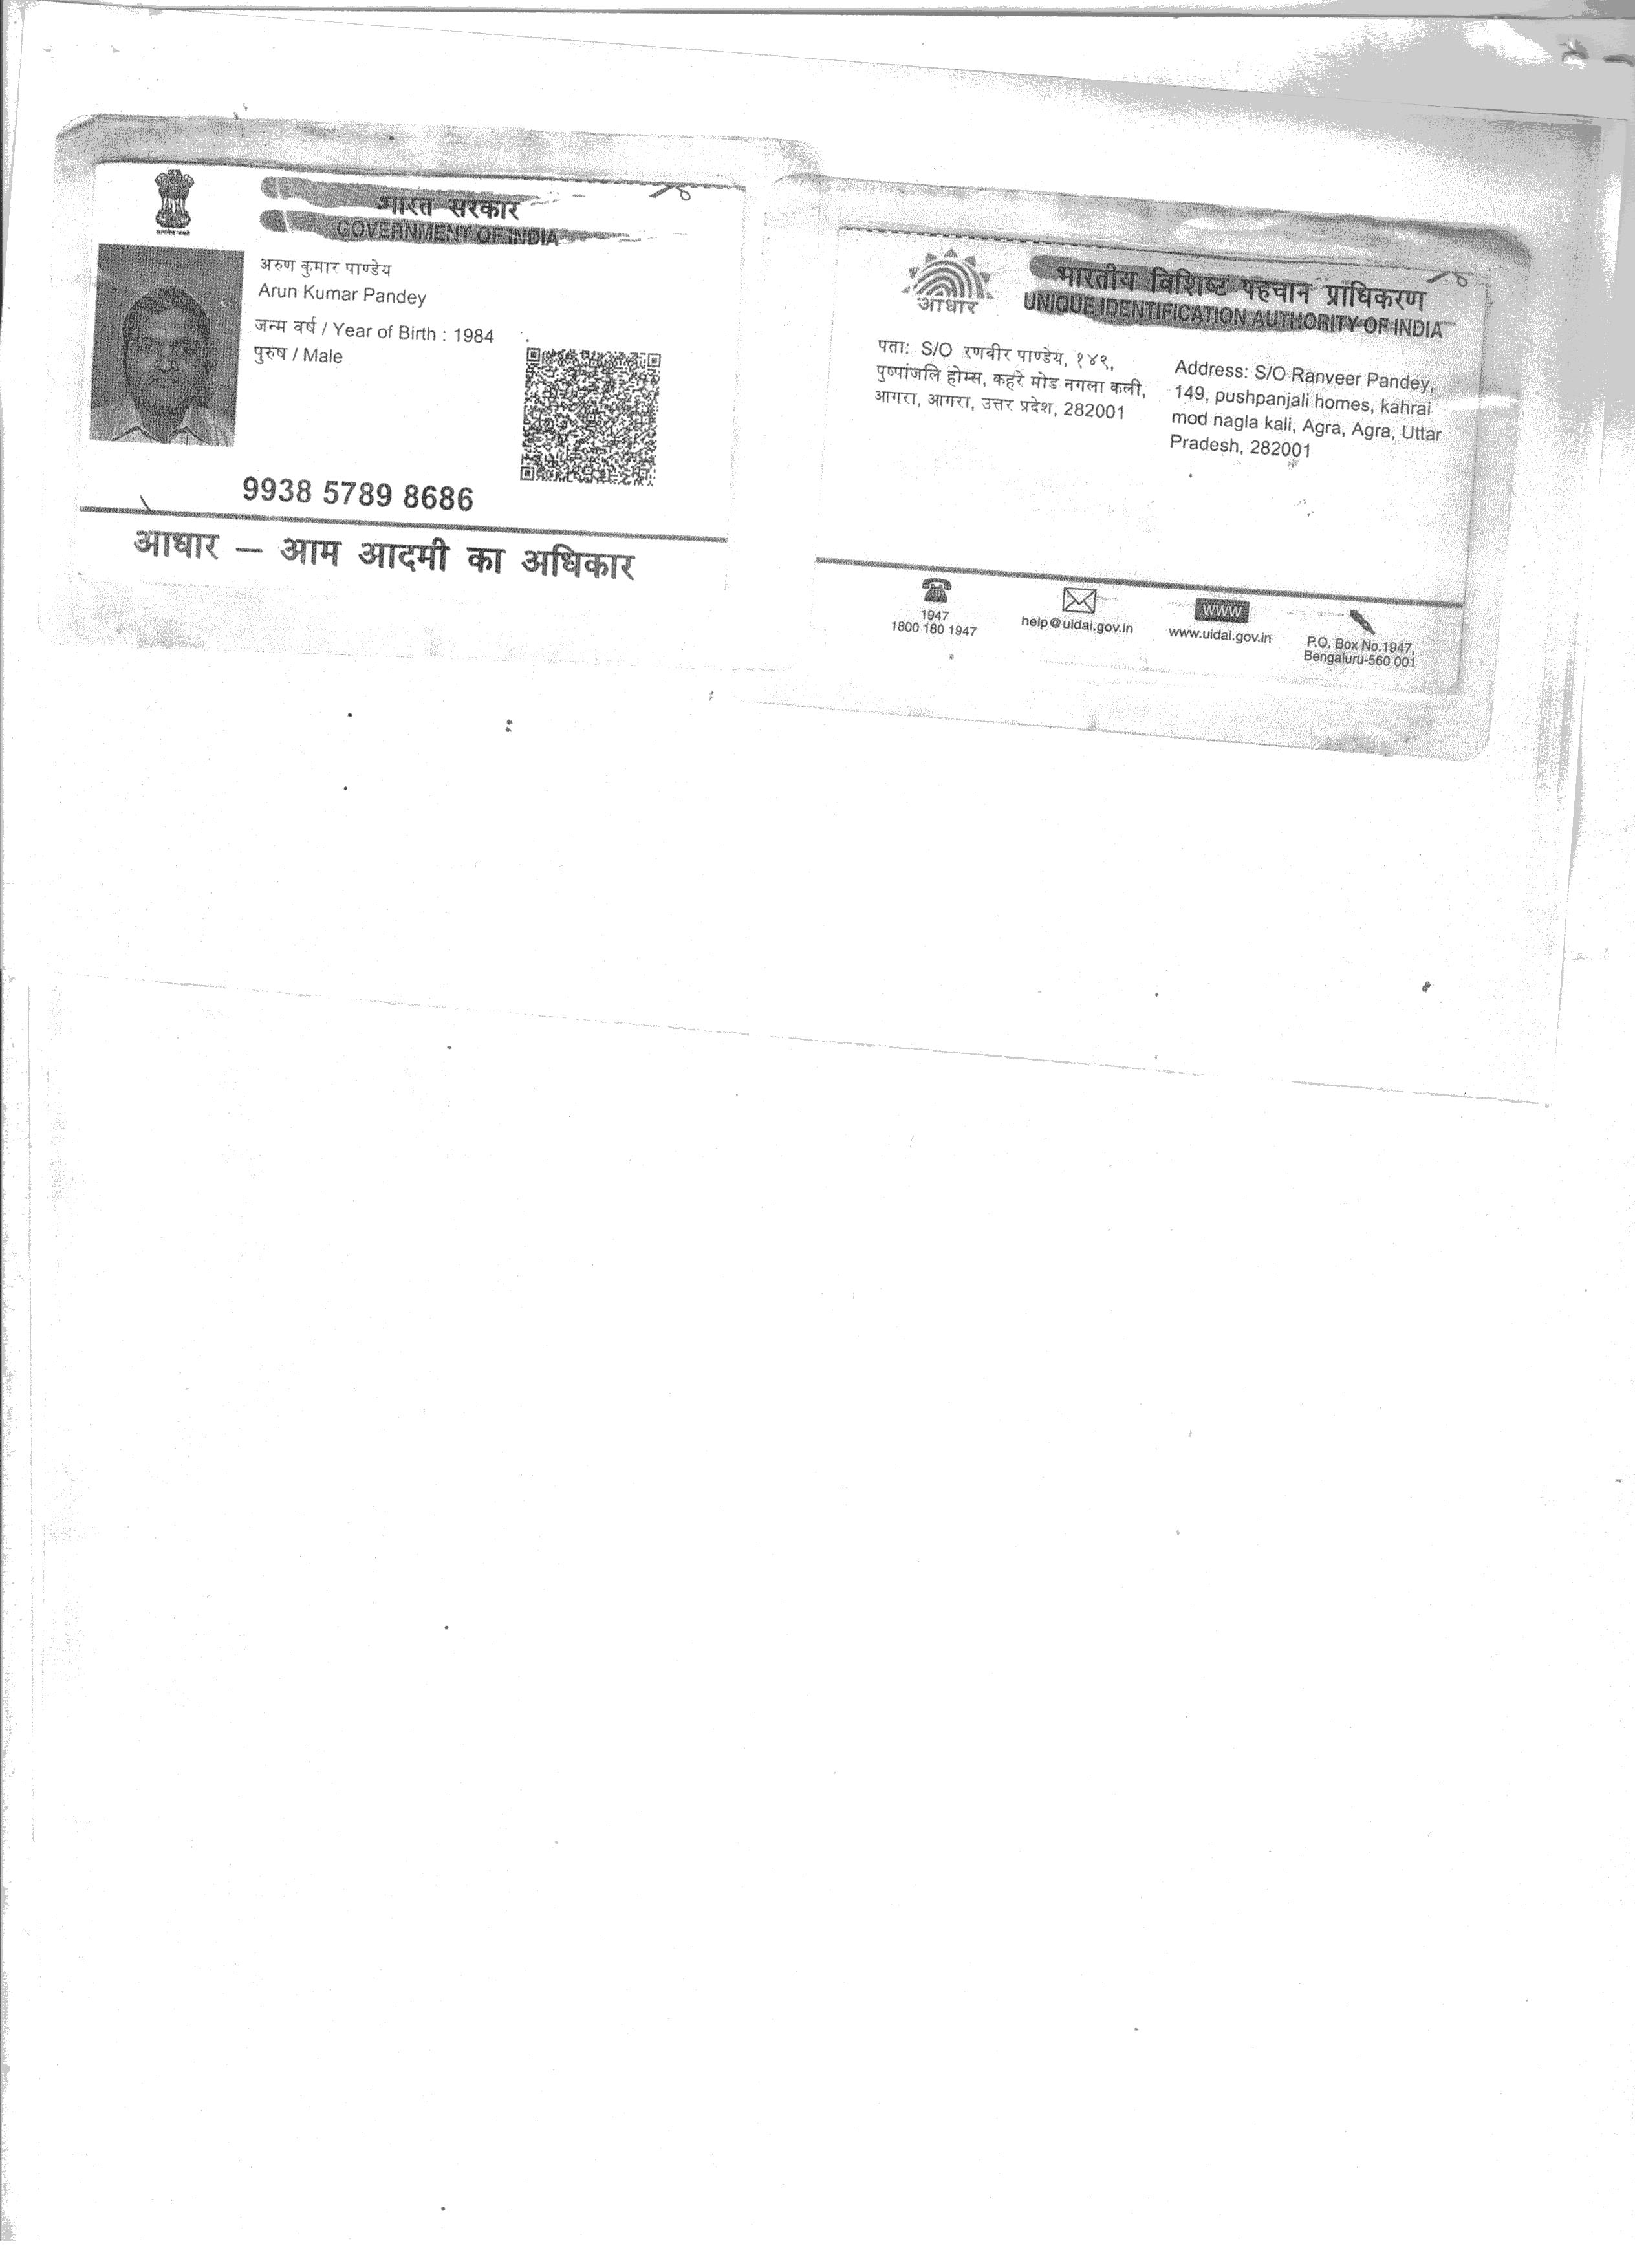 भारत सरकार
GOVERNMENT OF INDIA
अरुण कुमार पाण्डेय
Arun Kumar Pandey
जन्म वर्ष / Year of Birth : 1984
पुरुष / Male
9938 5789 8686
आधार – आम आदमी का अधिकार
आधार
भारतीय विशिष्ट पहचान प्राधिकरण
UNIQUE IDENTIFICATION AUTHORITY OF INDIA
पता: S/O रणवीर पाण्डेय, १४९,
पुष्पांजलि होम्स, कहरे मोड नगला कली,
आगरा, आगरा, उत्तर प्रदेश, 282001
Address: S/O Ranveer Pandey,
149, pushpanjali homes, kahrai
mod nagla kali, Agra, Agra, Uttar
Pradesh, 282001
1947
1800 180 1947
help@uidai.gov.in
www
www.uidai.gov.in
P.O. Box No.1947,
Bengaluru-560 001